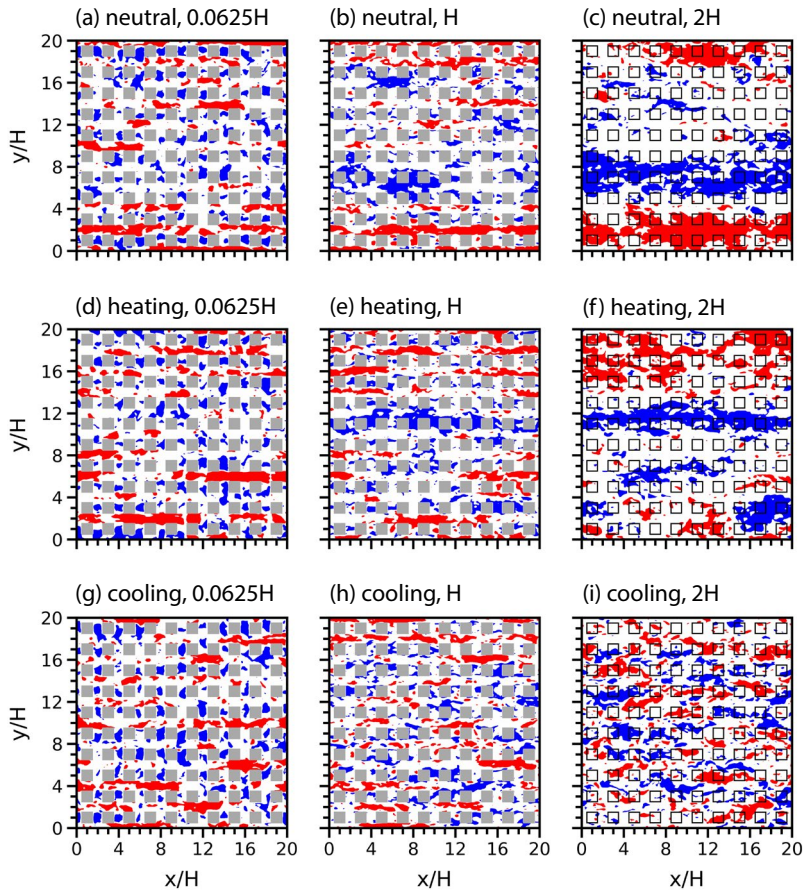 (a) neutral, 0.0625H
(b) neutral, H
(c) neutral, 2H
20
16
12
8
4
0
y/H
(d) heating, 0.0625H
(e) heating, H
(f) heating, 2H
20
16
12
8
4
0
y/H
(g) cooling, 0.0625H
(h) cooling, H
(i) cooling, 2H
20
16
12
8
4
0
y/H
0 4 8 12 16 20
0 4 8 12 16 20
0 4 8 12 16 20
x/H
x/H
x/H